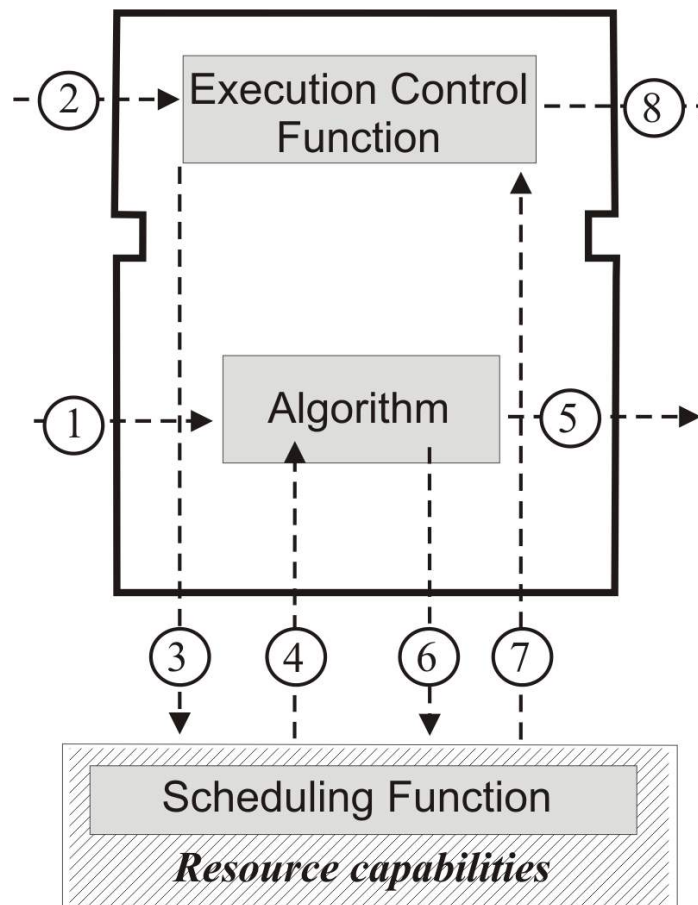 Execution Control
Function
2
8
Algorithm
1
5
3
4
6
7
Scheduling Function
Resource capabilities